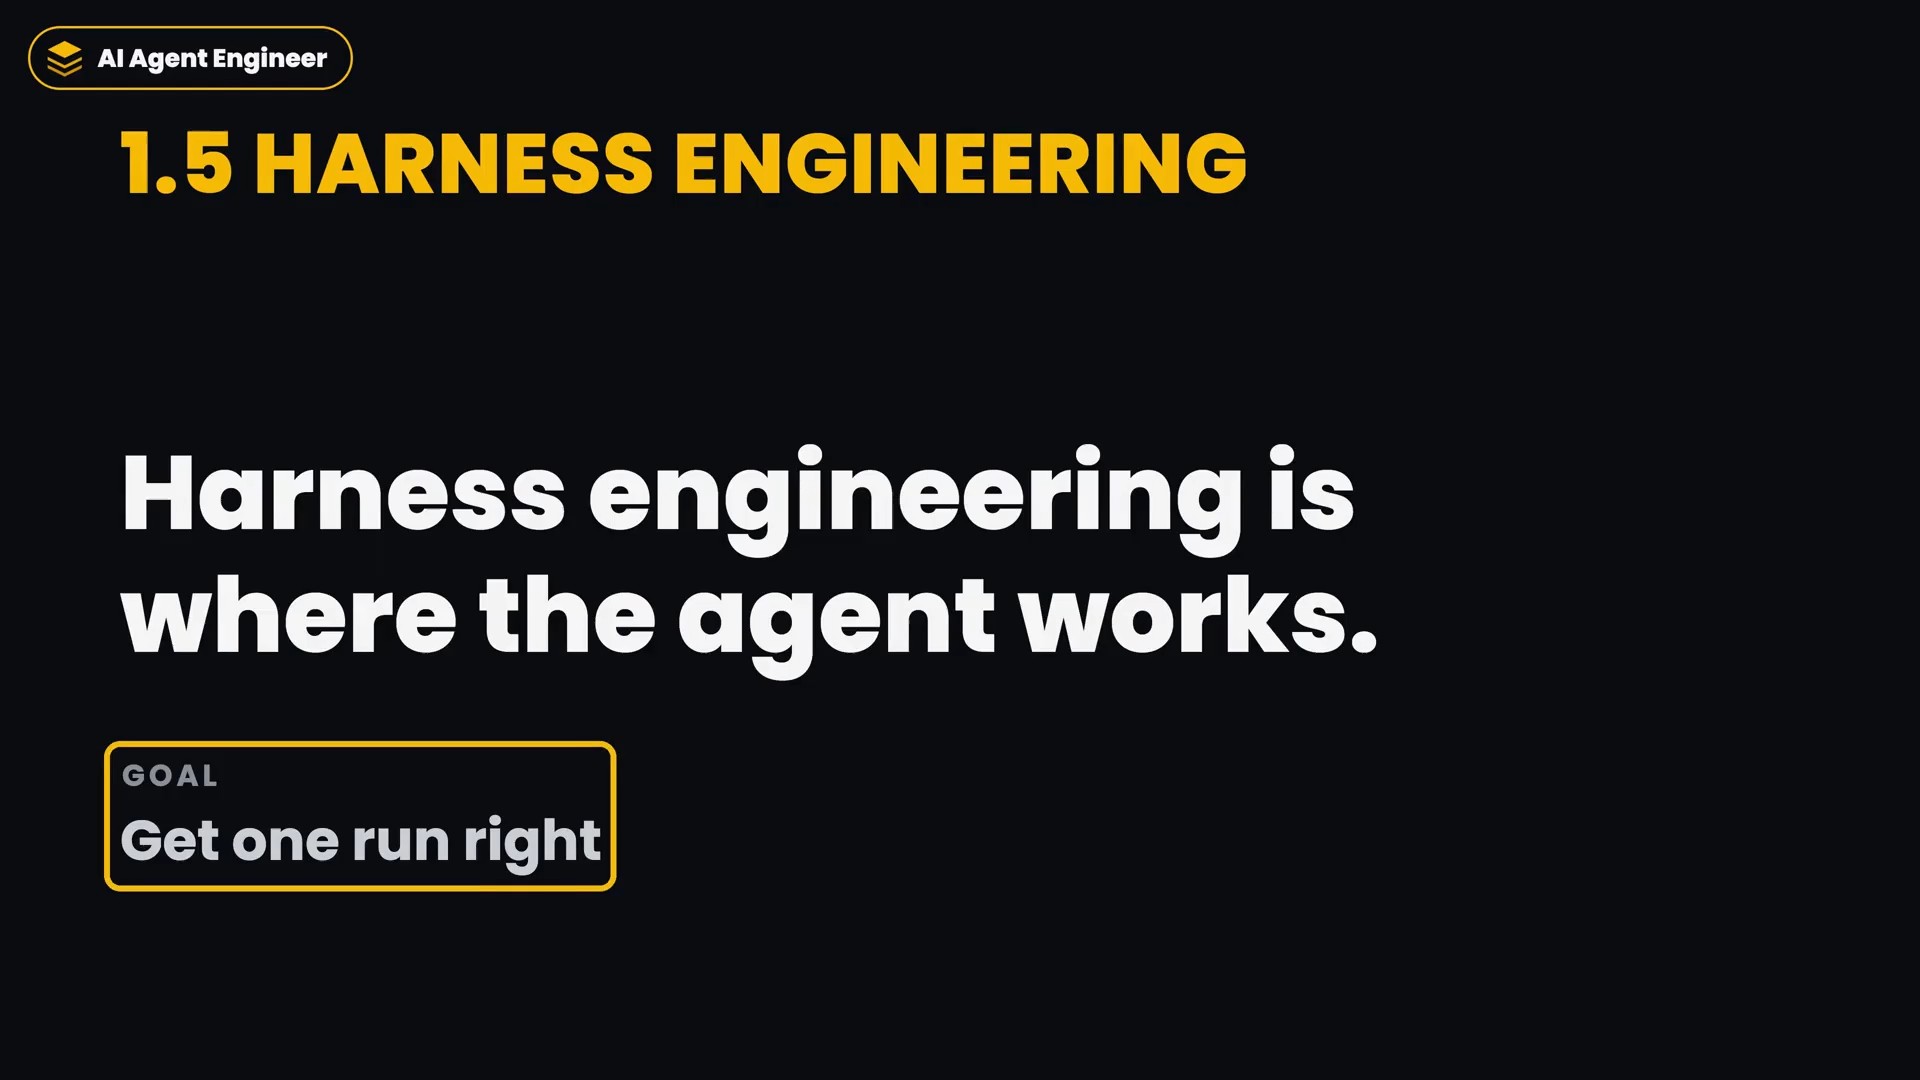 AI Agent Engineer
1.5 HARNESS ENGINEERING
Harness engineering is
where the agent works.
GOAL
Get one run right